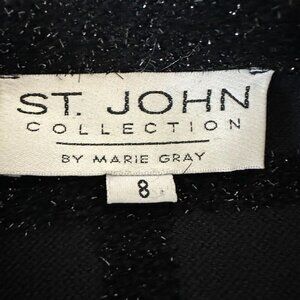 ST. JOHN
COLLECTION
BY MARIE GRAY
8